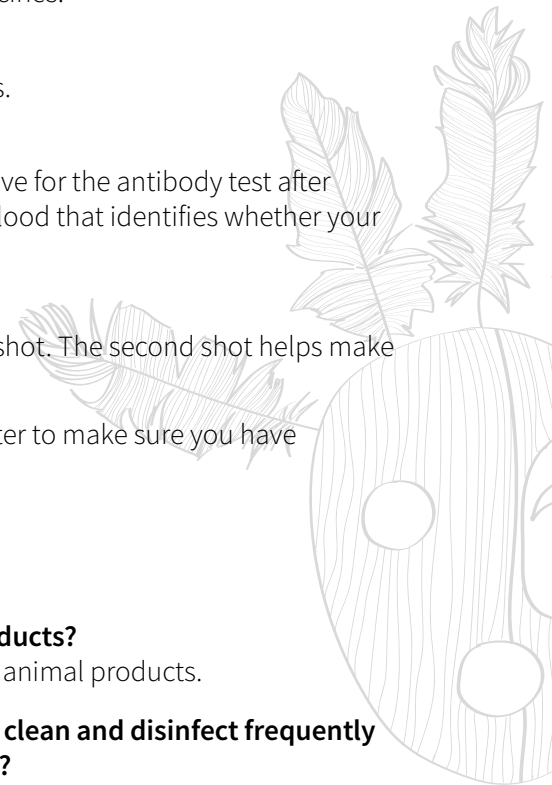 s.
ve for the antibody test after
lood that identifies whether your
shot. The second shot helps make
ter to make sure you have
ducts?
animal products.
clean and disinfect frequently
?